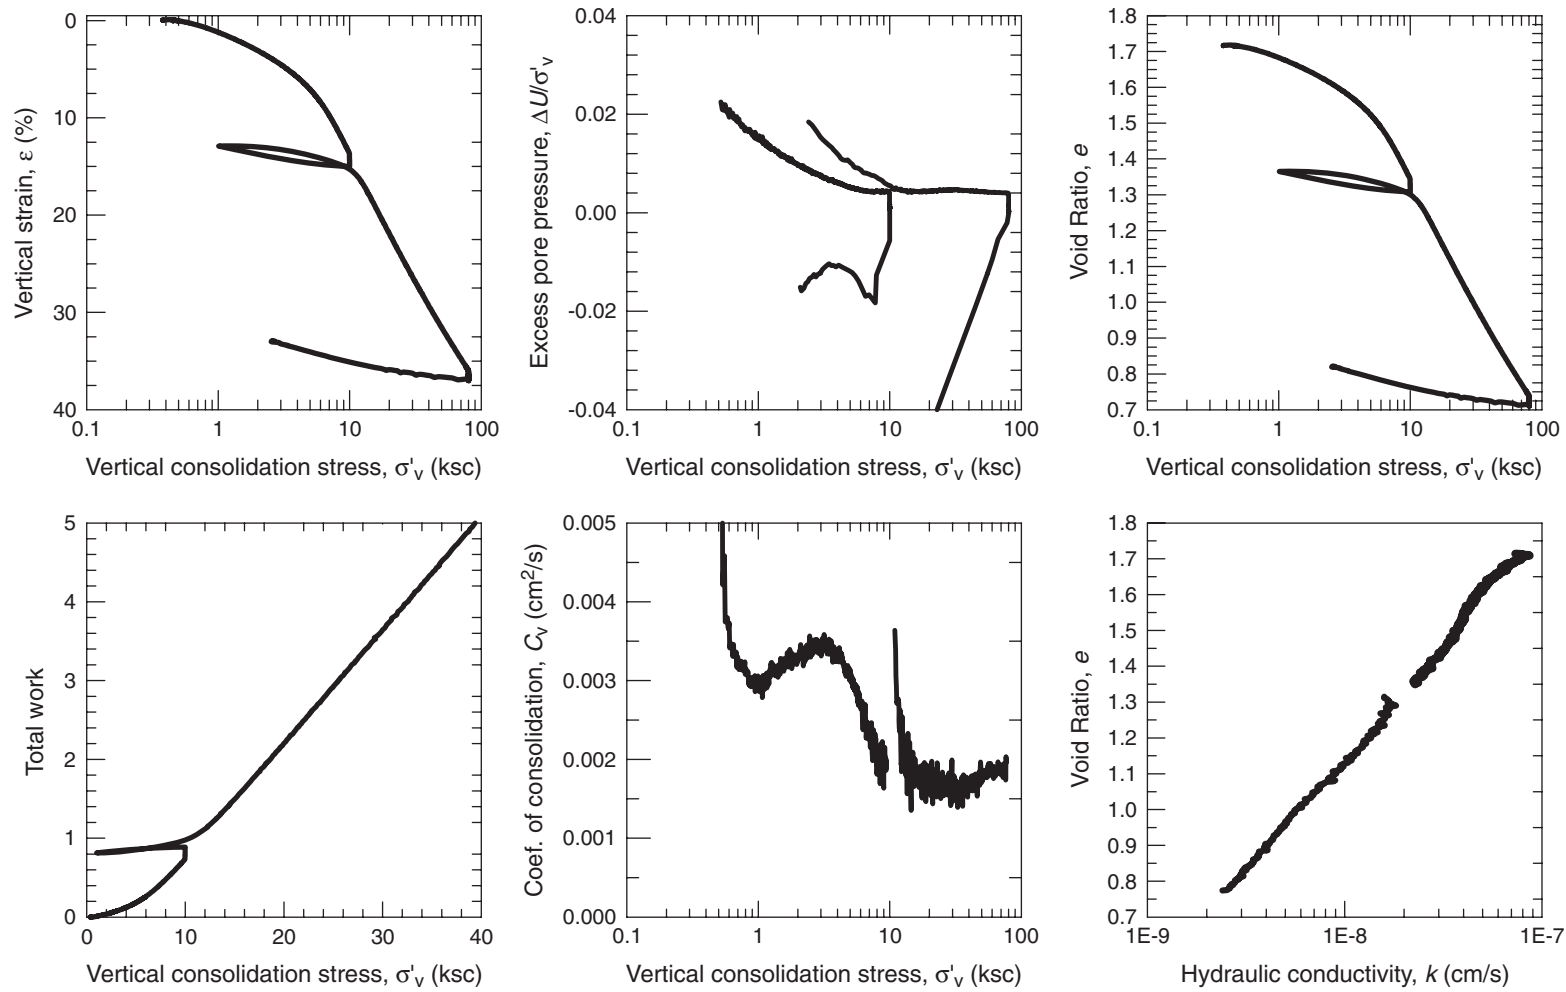 0
10
20
30
40
Vertical strain, ε (%)
0.1 1 10 100
Vertical consolidation stress, σ'v (ksc)
0.04
0.02
0.00
-0.02
-0.04
Excess pore pressure, ΔU/σ'v
0.1 1 10 100
Vertical consolidation stress, σ'v (ksc)
1.8
1.7
1.6
1.5
1.4
1.3
1.2
1.1
1.0
0.9
0.8
0.7
Void Ratio, e
0.1 1 10 100
Vertical consolidation stress, σ'v (ksc)
5
4
3
2
1
0
Total work
0 10 20 30 40
Vertical consolidation stress, σ'v (ksc)
0.005
0.004
0.003
0.002
0.001
0.000
Coef. of consolidation, Cv (cm²/s)
0.1 1 10 100
Vertical consolidation stress, σ'v (ksc)
1.8
1.7
1.6
1.5
1.4
1.3
1.2
1.1
1.0
0.9
0.8
0.7
Void Ratio, e
1E-9 1E-8 1E-7
Hydraulic conductivity, k (cm/s)